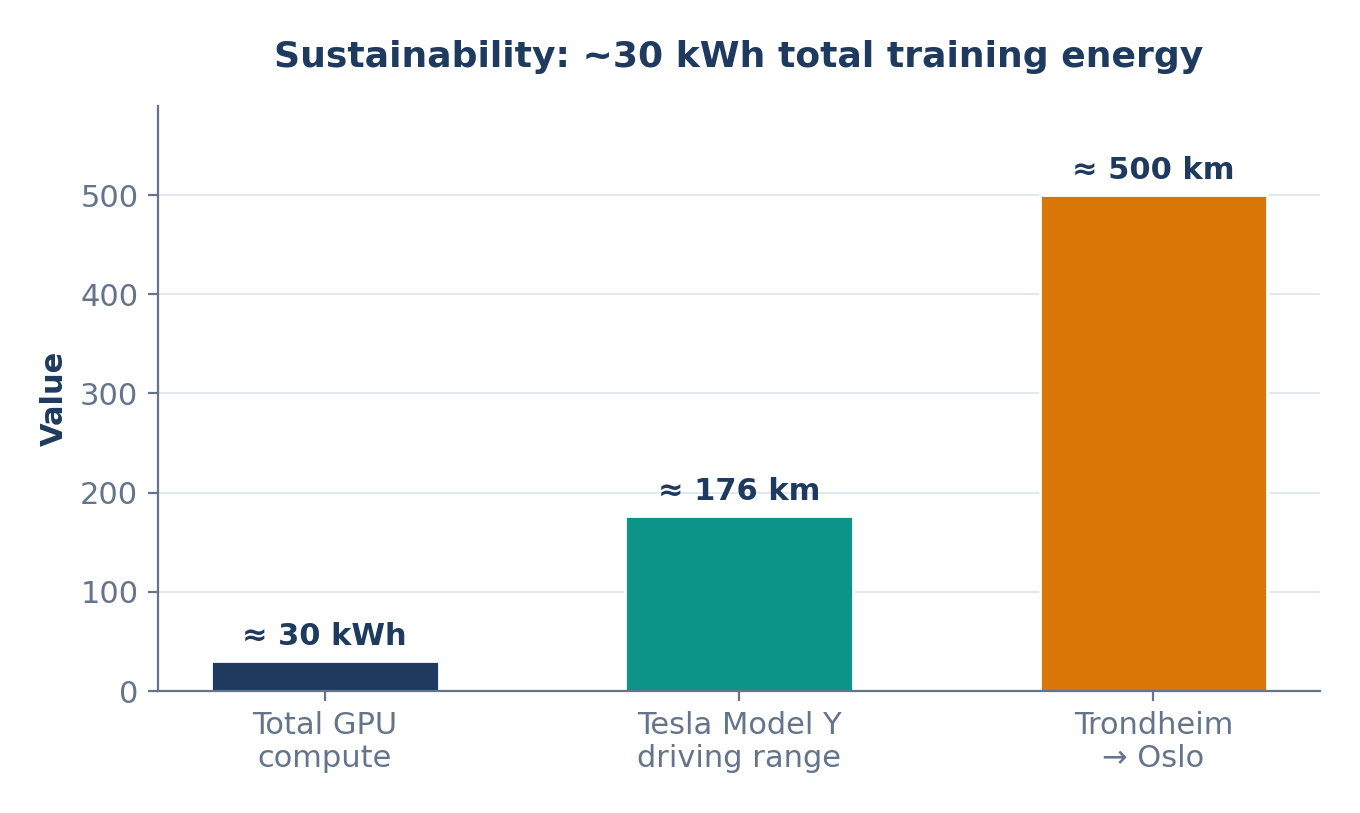 Sustainability: ~30 kWh total training energy
Value
500
400
300
200
100
0
≈ 30 kWh
≈ 176 km
≈ 500 km
Total GPU
compute
Tesla Model Y
driving range
Trondheim
→ Oslo